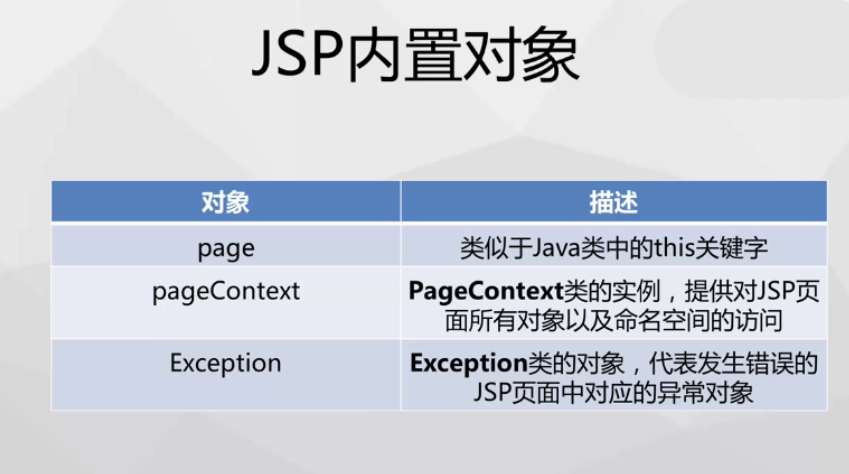 JSP内置对象
对象 描述
page 类似于Java类中的this关键字
pageContext PageContext类的实例，提供对JSP页
面所有对象以及命名空间的访问
Exception Exception类的对象，代表发生错误的
JSP页面中对应的异常对象